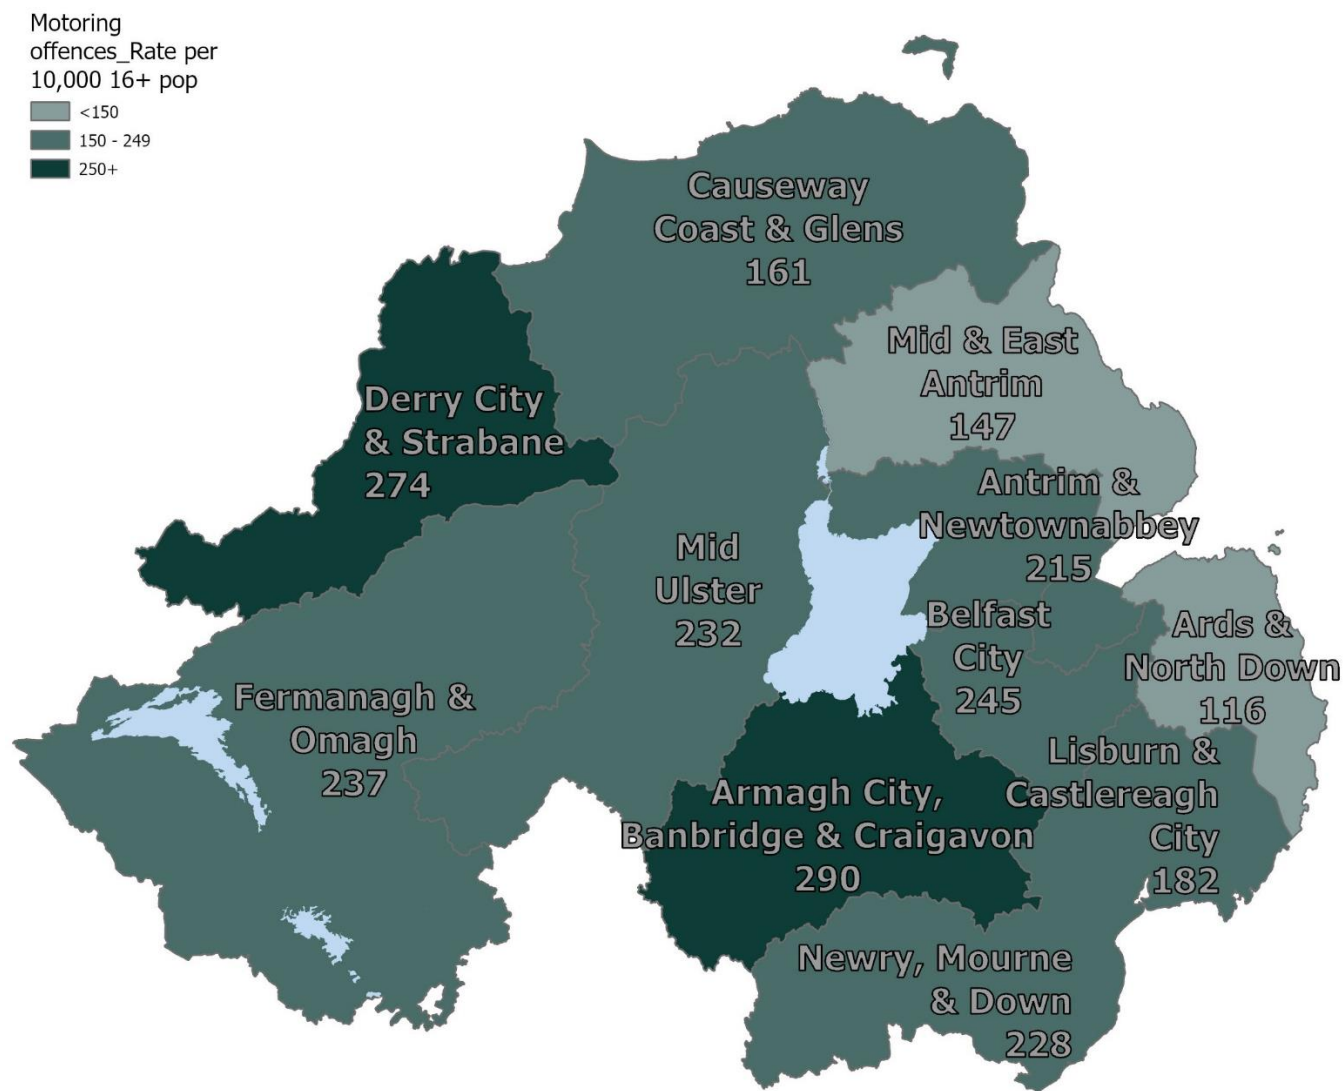 Motoring
offences_Rate per
10,000 16+ pop
<150
150 - 249
250+
Causeway
Coast & Glens
161
Mid & East
Antrim
147
Derry City
& Strabane
274
Antrim &
Newtownabbey
215
Mid
Ulster
232
Belfast
City
245
Ards &
North Down
116
Fermanagh &
Omagh
237
Lisburn &
Castlereagh
City
182
Armagh City,
Banbridge & Craigavon
290
Newry, Mourne
& Down
228